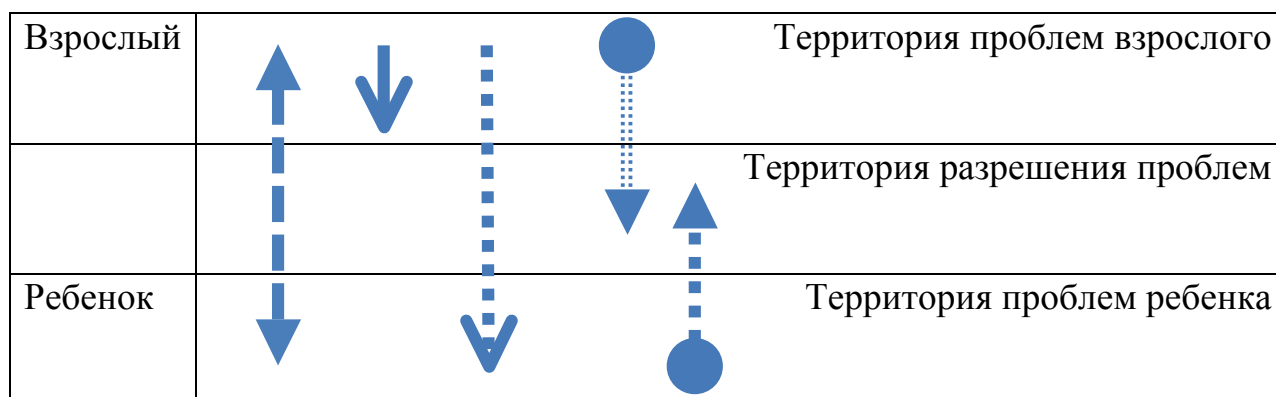 Взрослый
Территория проблем взрослого
Территория разрешения проблем
Ребенок
Территория проблем ребенка